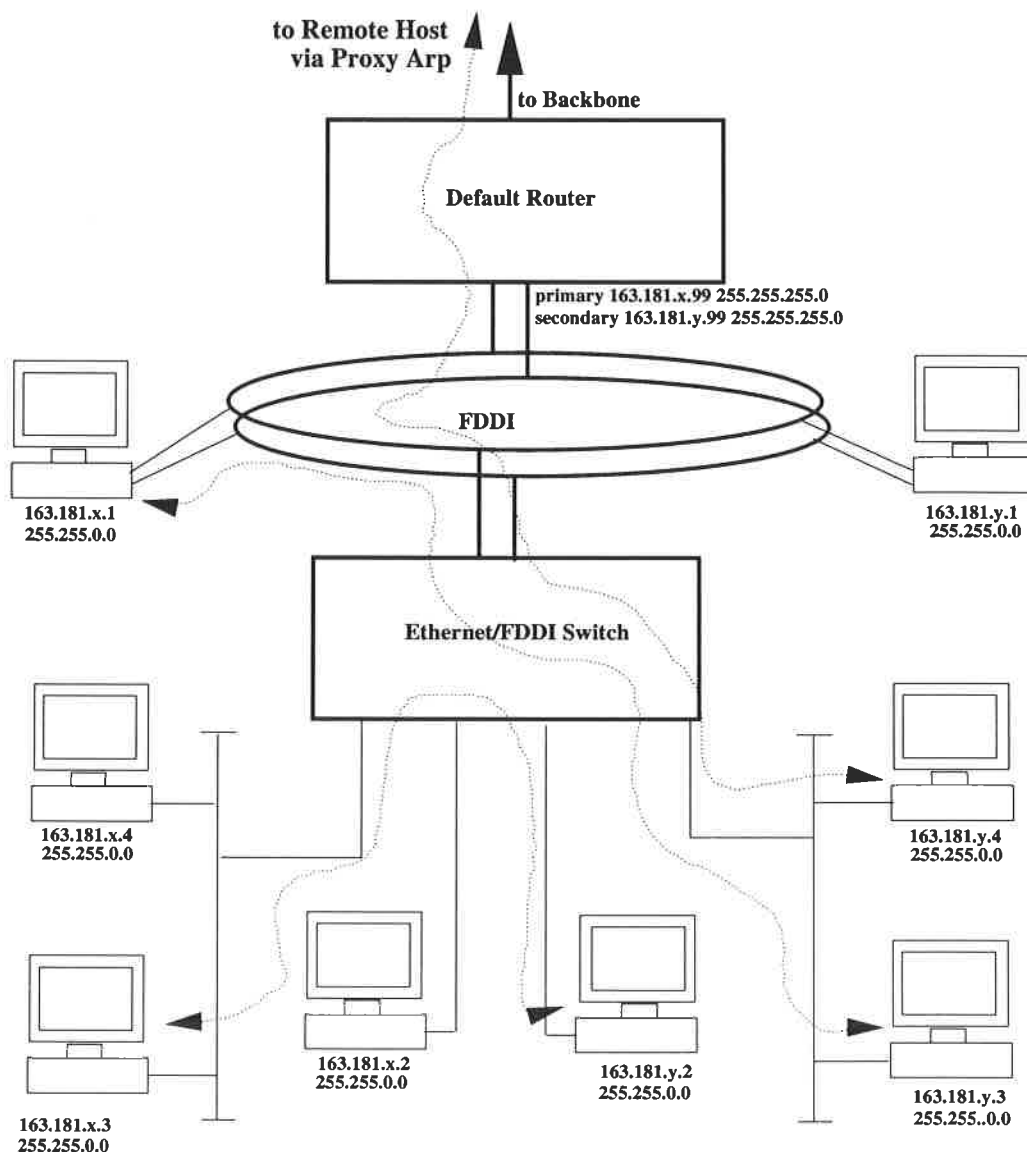 to Remote Host
via Proxy Arp
to Backbone
Default Router
primary 163.181.x.99 255.255.255.0
secondary 163.181.y.99 255.255.255.0
FDDI
163.181.x.1
255.255.0.0
163.181.y.1
255.255.0.0
Ethernet/FDDI Switch
163.181.x.4
255.255.0.0
163.181.y.4
255.255.0.0
163.181.x.2
255.255.0.0
163.181.y.2
255.255.0.0
163.181.x.3
255.255.0.0
163.181.y.3
255.255..0.0